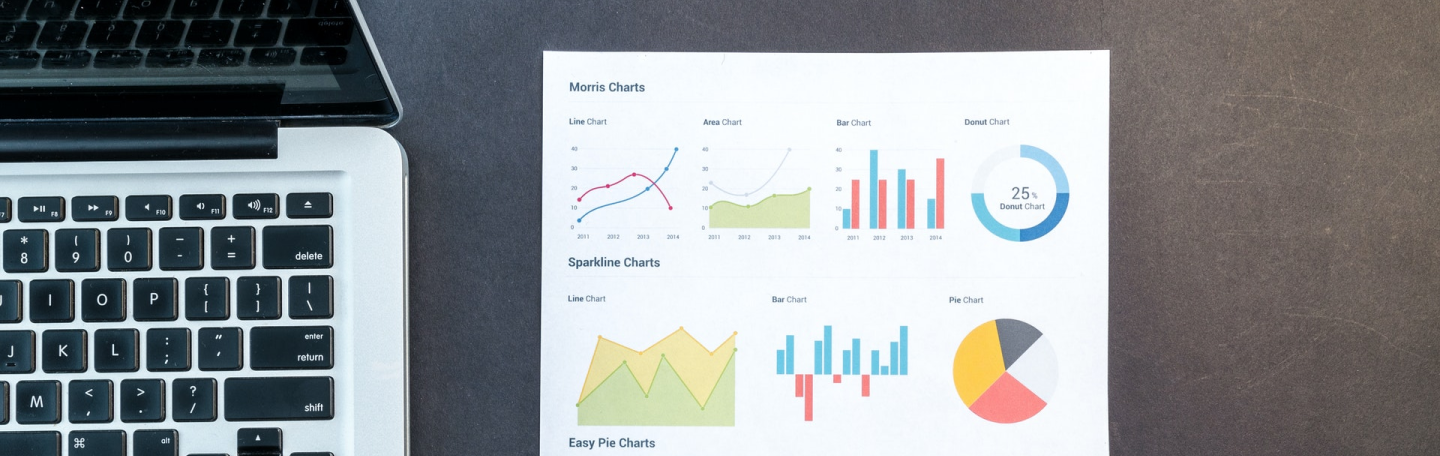 Morris Charts
Line Chart
Area Chart
Bar Chart
Donut Chart
40
30
20
10
0
2011 2012 2013 2014
40
30
20
10
0
2011 2012 2013 2014
40
30
20
10
0
2011 2012 2013 2014
25 %
Donut Chart
Sparkline Charts
Line Chart
Bar Chart
Pie Chart
Easy Pie Charts
F8 F9 F10 F11 F12
* 8 ( 9 ) 0 – - + = delete
I O P { [ } ] | \
J K L : ; " ' enter return
M < , > . ? / shift
⌘ alt